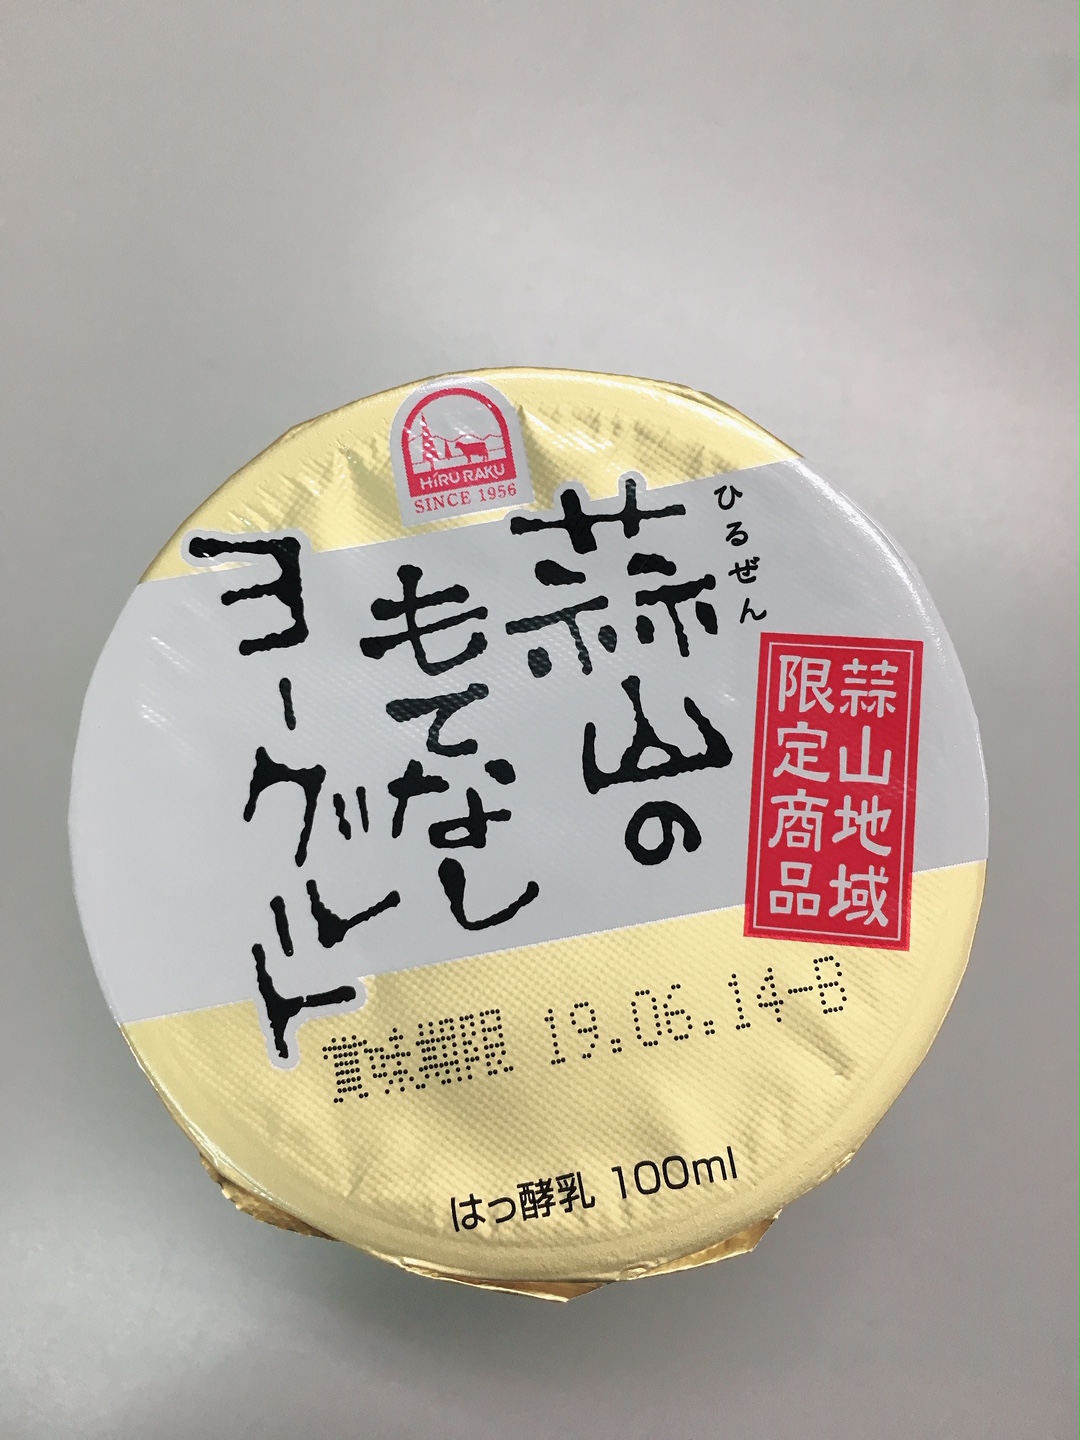 HiRU RAKU
SINCE 1956
ひるぜん
蒜山の
もてなし
ヨーグルト
蒜山地域
限定商品
賞味期限 19.06.14-B
はっ酵乳 100ml